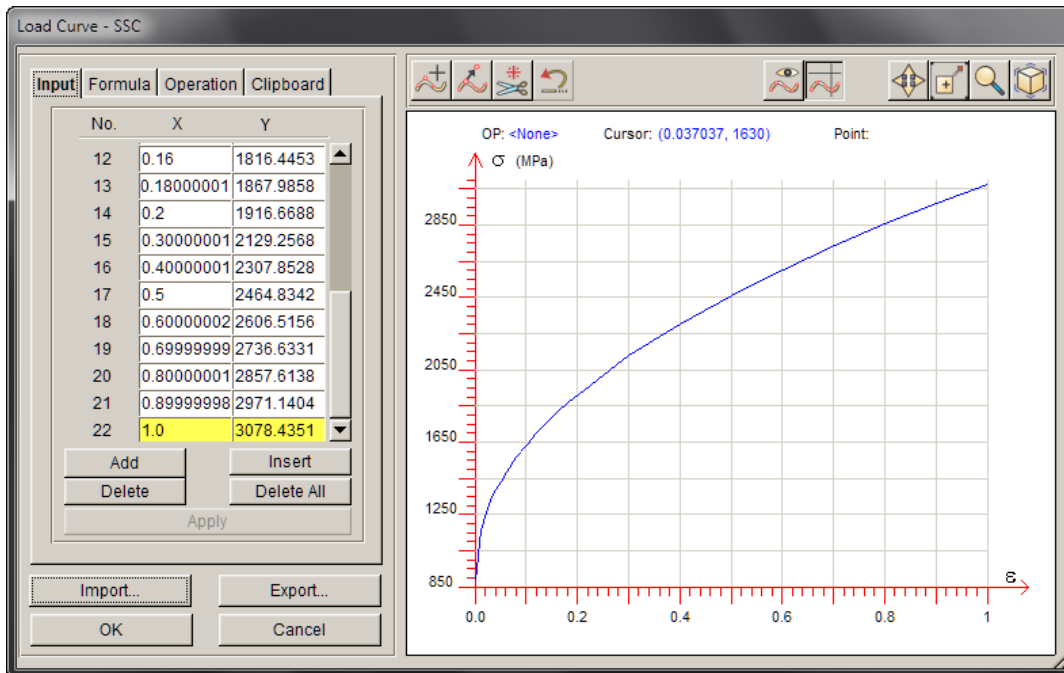 Load Curve - SSC
Input Formula Operation Clipboard
No. X Y
12 0.16 1816.4453
13 0.18000001 1867.9858
14 0.2 1916.6688
15 0.30000001 2129.2568
16 0.40000001 2307.8528
17 0.5 2464.8342
18 0.60000002 2606.5156
19 0.69999999 2736.6331
20 0.80000001 2857.6138
21 0.89999998 2971.1404
22 1.0 3078.4351
Add Insert
Delete Delete All
Apply
Import... Export...
OK Cancel
OP: <None> Cursor: (0.037037, 1630) Point:
σ (MPa)
2850
2450
2050
1650
1250
850
ε
0.0 0.2 0.4 0.6 0.8 1